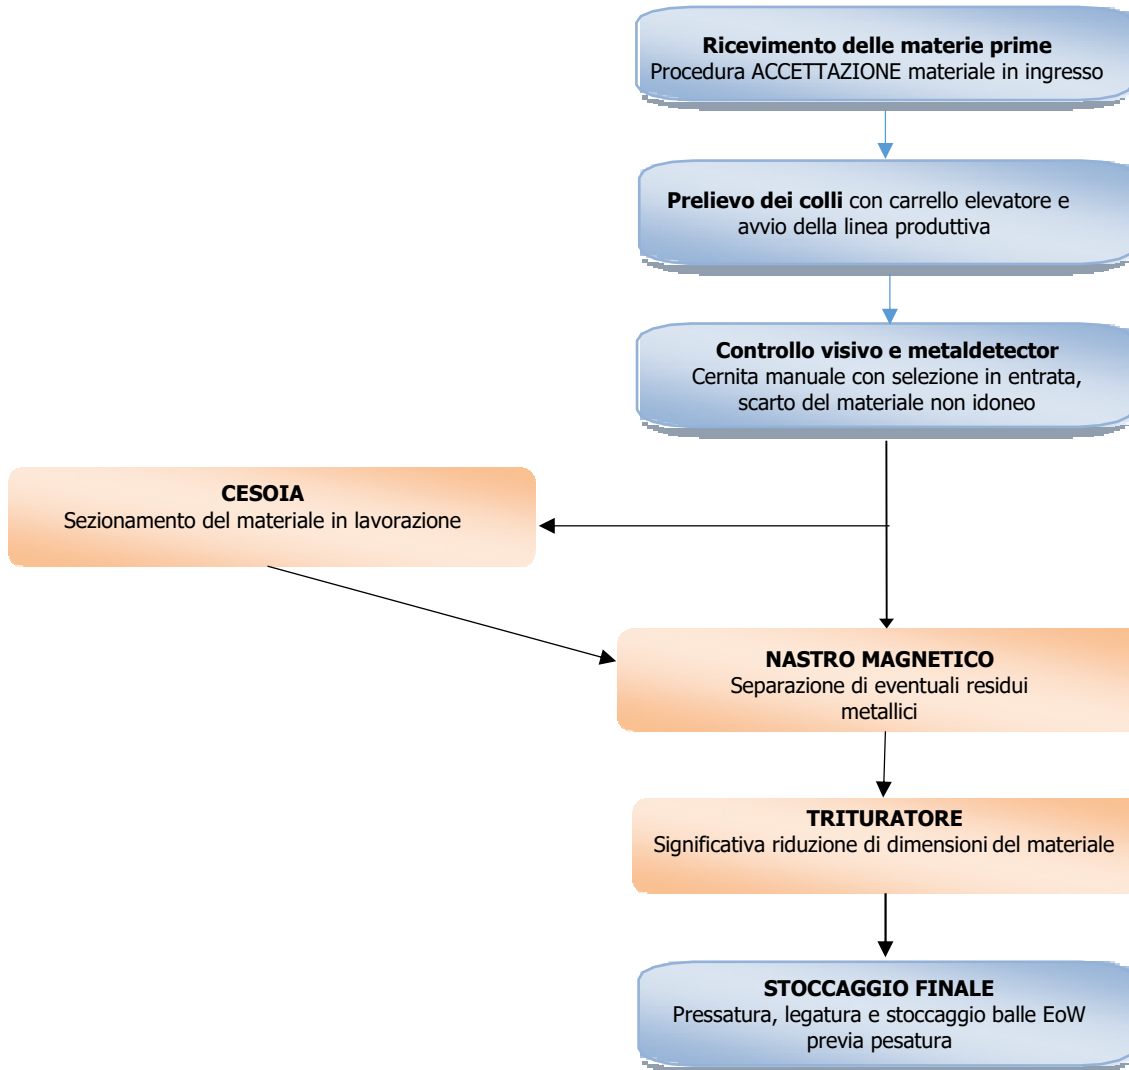 Ricevimento delle materie prime
Procedura ACCETTAZIONE materiale in ingresso
Prelievo dei colli con carrello elevatore e
avvio della linea produttiva
Controllo visivo e metaldetector
Cernita manuale con selezione in entrata,
scarto del materiale non idoneo
CESOIA
Sezionamento del materiale in lavorazione
NASTRO MAGNETICO
Separazione di eventuali residui
metallici
TRITURATORE
Significativa riduzione di dimensioni del materiale
STOCCAGGIO FINALE
Pressatura, legatura e stoccaggio balle EoW
previa pesatura